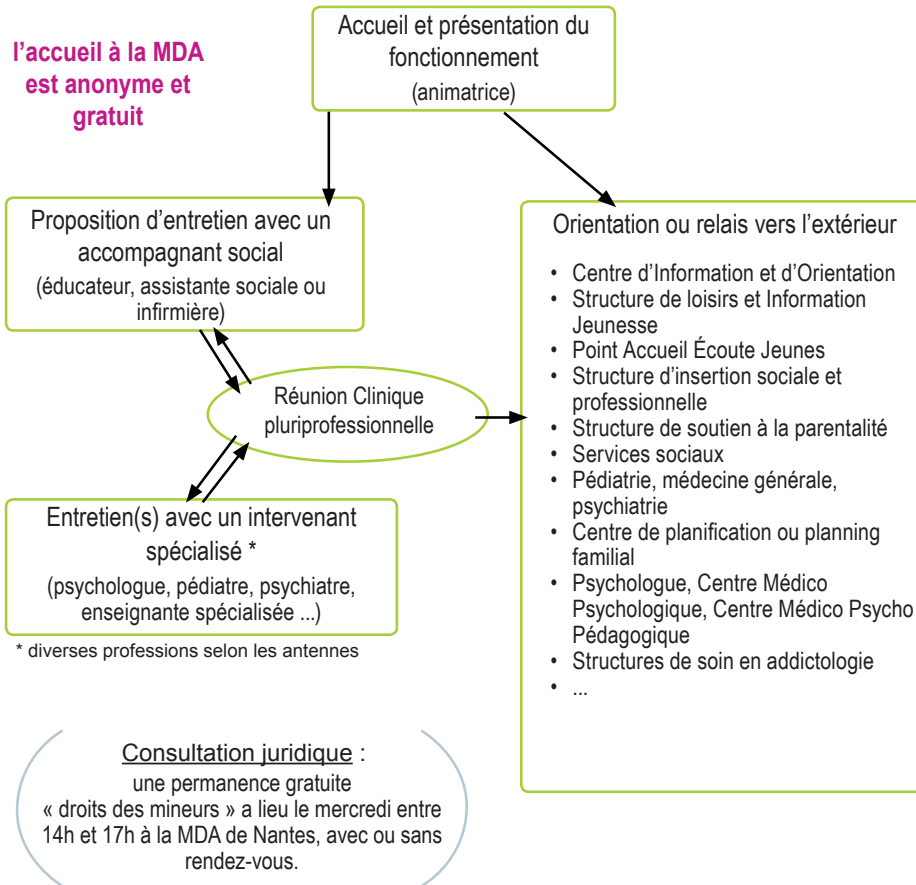 l'accueil à la MDA
est anonyme et
gratuit
Accueil et présentation du
fonctionnement
(animatrice)
Proposition d'entretien avec un
accompagnant social
(éducateur, assistante sociale ou
infirmière)
Réunion Clinique
pluriprofessionnelle
Entretien(s) avec un intervenant
spécialisé *
(psychologue, pédiatre, psychiatre,
enseignante spécialisée ...)
* diverses professions selon les antennes
Orientation ou relais vers l'extérieur
• Centre d'Information et d'Orientation
• Structure de loisirs et Information
Jeunesse
• Point Accueil Écoute Jeunes
• Structure d'insertion sociale et
professionnelle
• Structure de soutien à la parentalité
• Services sociaux
• Pédiatrie, médecine générale,
psychiatrie
• Centre de planification ou planning
familial
• Psychologue, Centre Médico
Psychologique, Centre Médico Psycho
Pédagogique
• Structures de soin en addictologie
• ...
Consultation juridique :
une permanence gratuite
« droits des mineurs » a lieu le mercredi entre
14h et 17h à la MDA de Nantes, avec ou sans
rendez-vous.